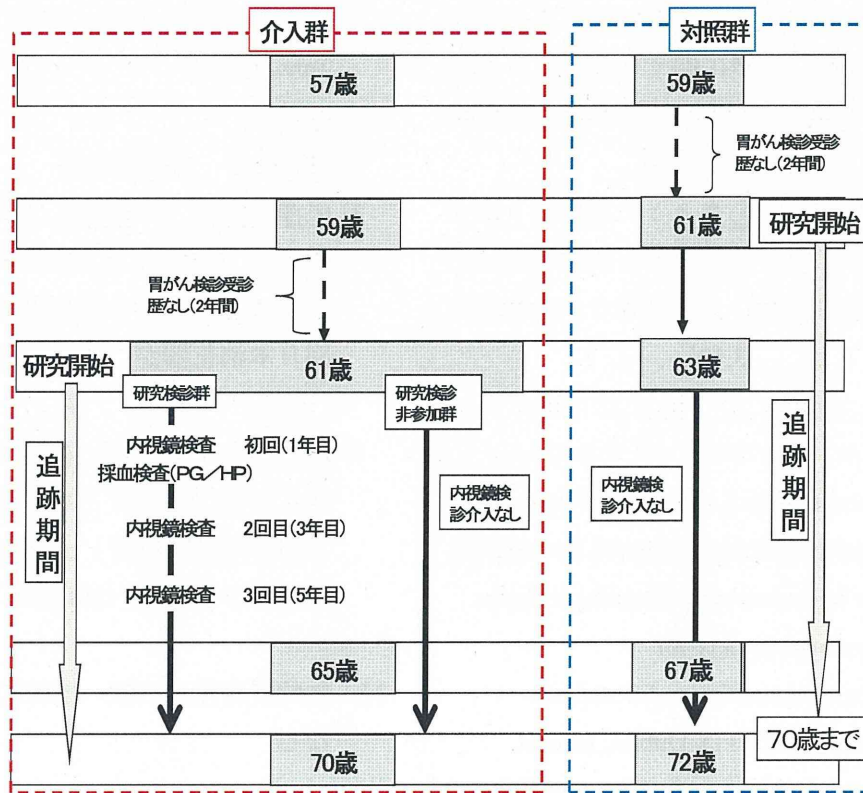 介入群
対照群
57歳
59歳
胃がん検診受診
歴なし(2年間)
59歳
61歳
研究開始
胃がん検診受診
歴なし(2年間)
研究開始
61歳
63歳
研究検診群
研究検診
非参加群
内視鏡検査 初回(1年目)
採血検査(PG/HP)
内視鏡検査 2回目(3年目)
内視鏡検査 3回目(5年目)
追跡期間
内視鏡検
診介入なし
内視鏡検
診介入なし
追跡期間
65歳
67歳
70歳
72歳
70歳まで